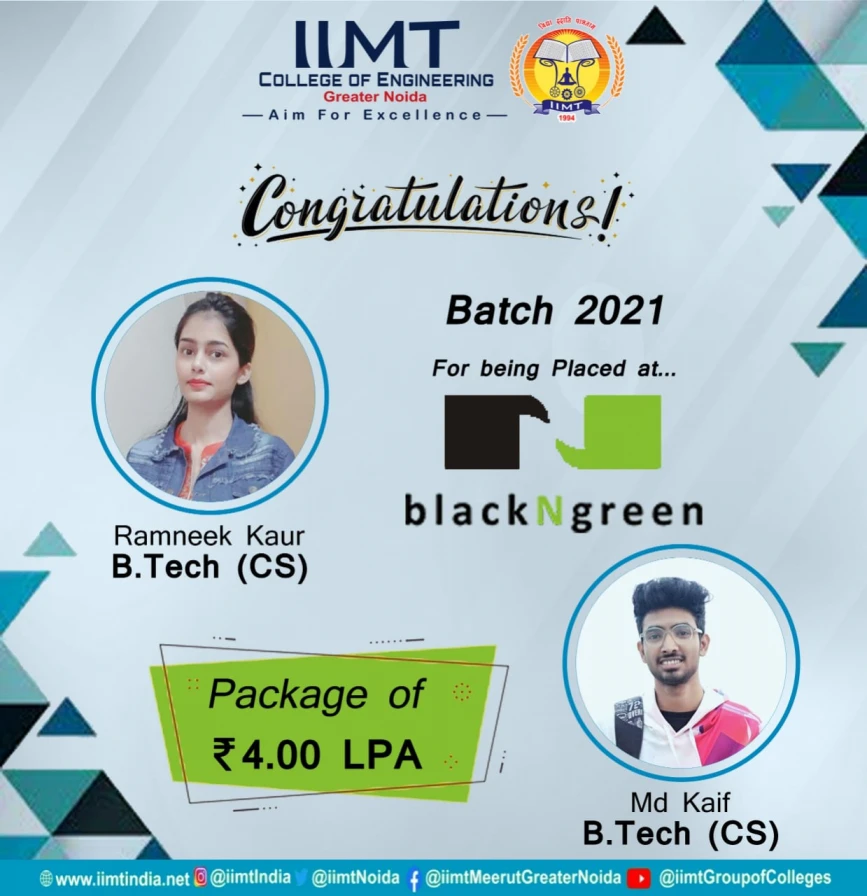 IIMT
COLLEGE OF ENGINEERING
Greater Noida
Aim For Excellence
विद्या ददाति पात्रताम्
IIMT
1994
Congratulations!
Batch 2021
For being Placed at...
blackNgreen
Ramneek Kaur
B.Tech (CS)
Package of
₹4.00 LPA
Md Kaif
B.Tech (CS)
www.iimtindia.net @iimtIndia @iimtNoida @iimtMeerutGreaterNoida @iimtGroupofColleges